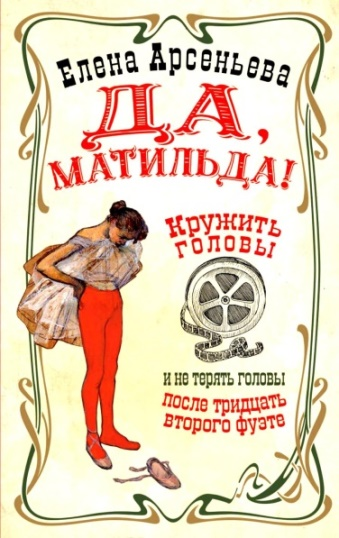 Елена Арсеньева
ДА,
МАТИЛЬДА!
Кружить
головы
и не терять головы
после тридцать
второго фуэте